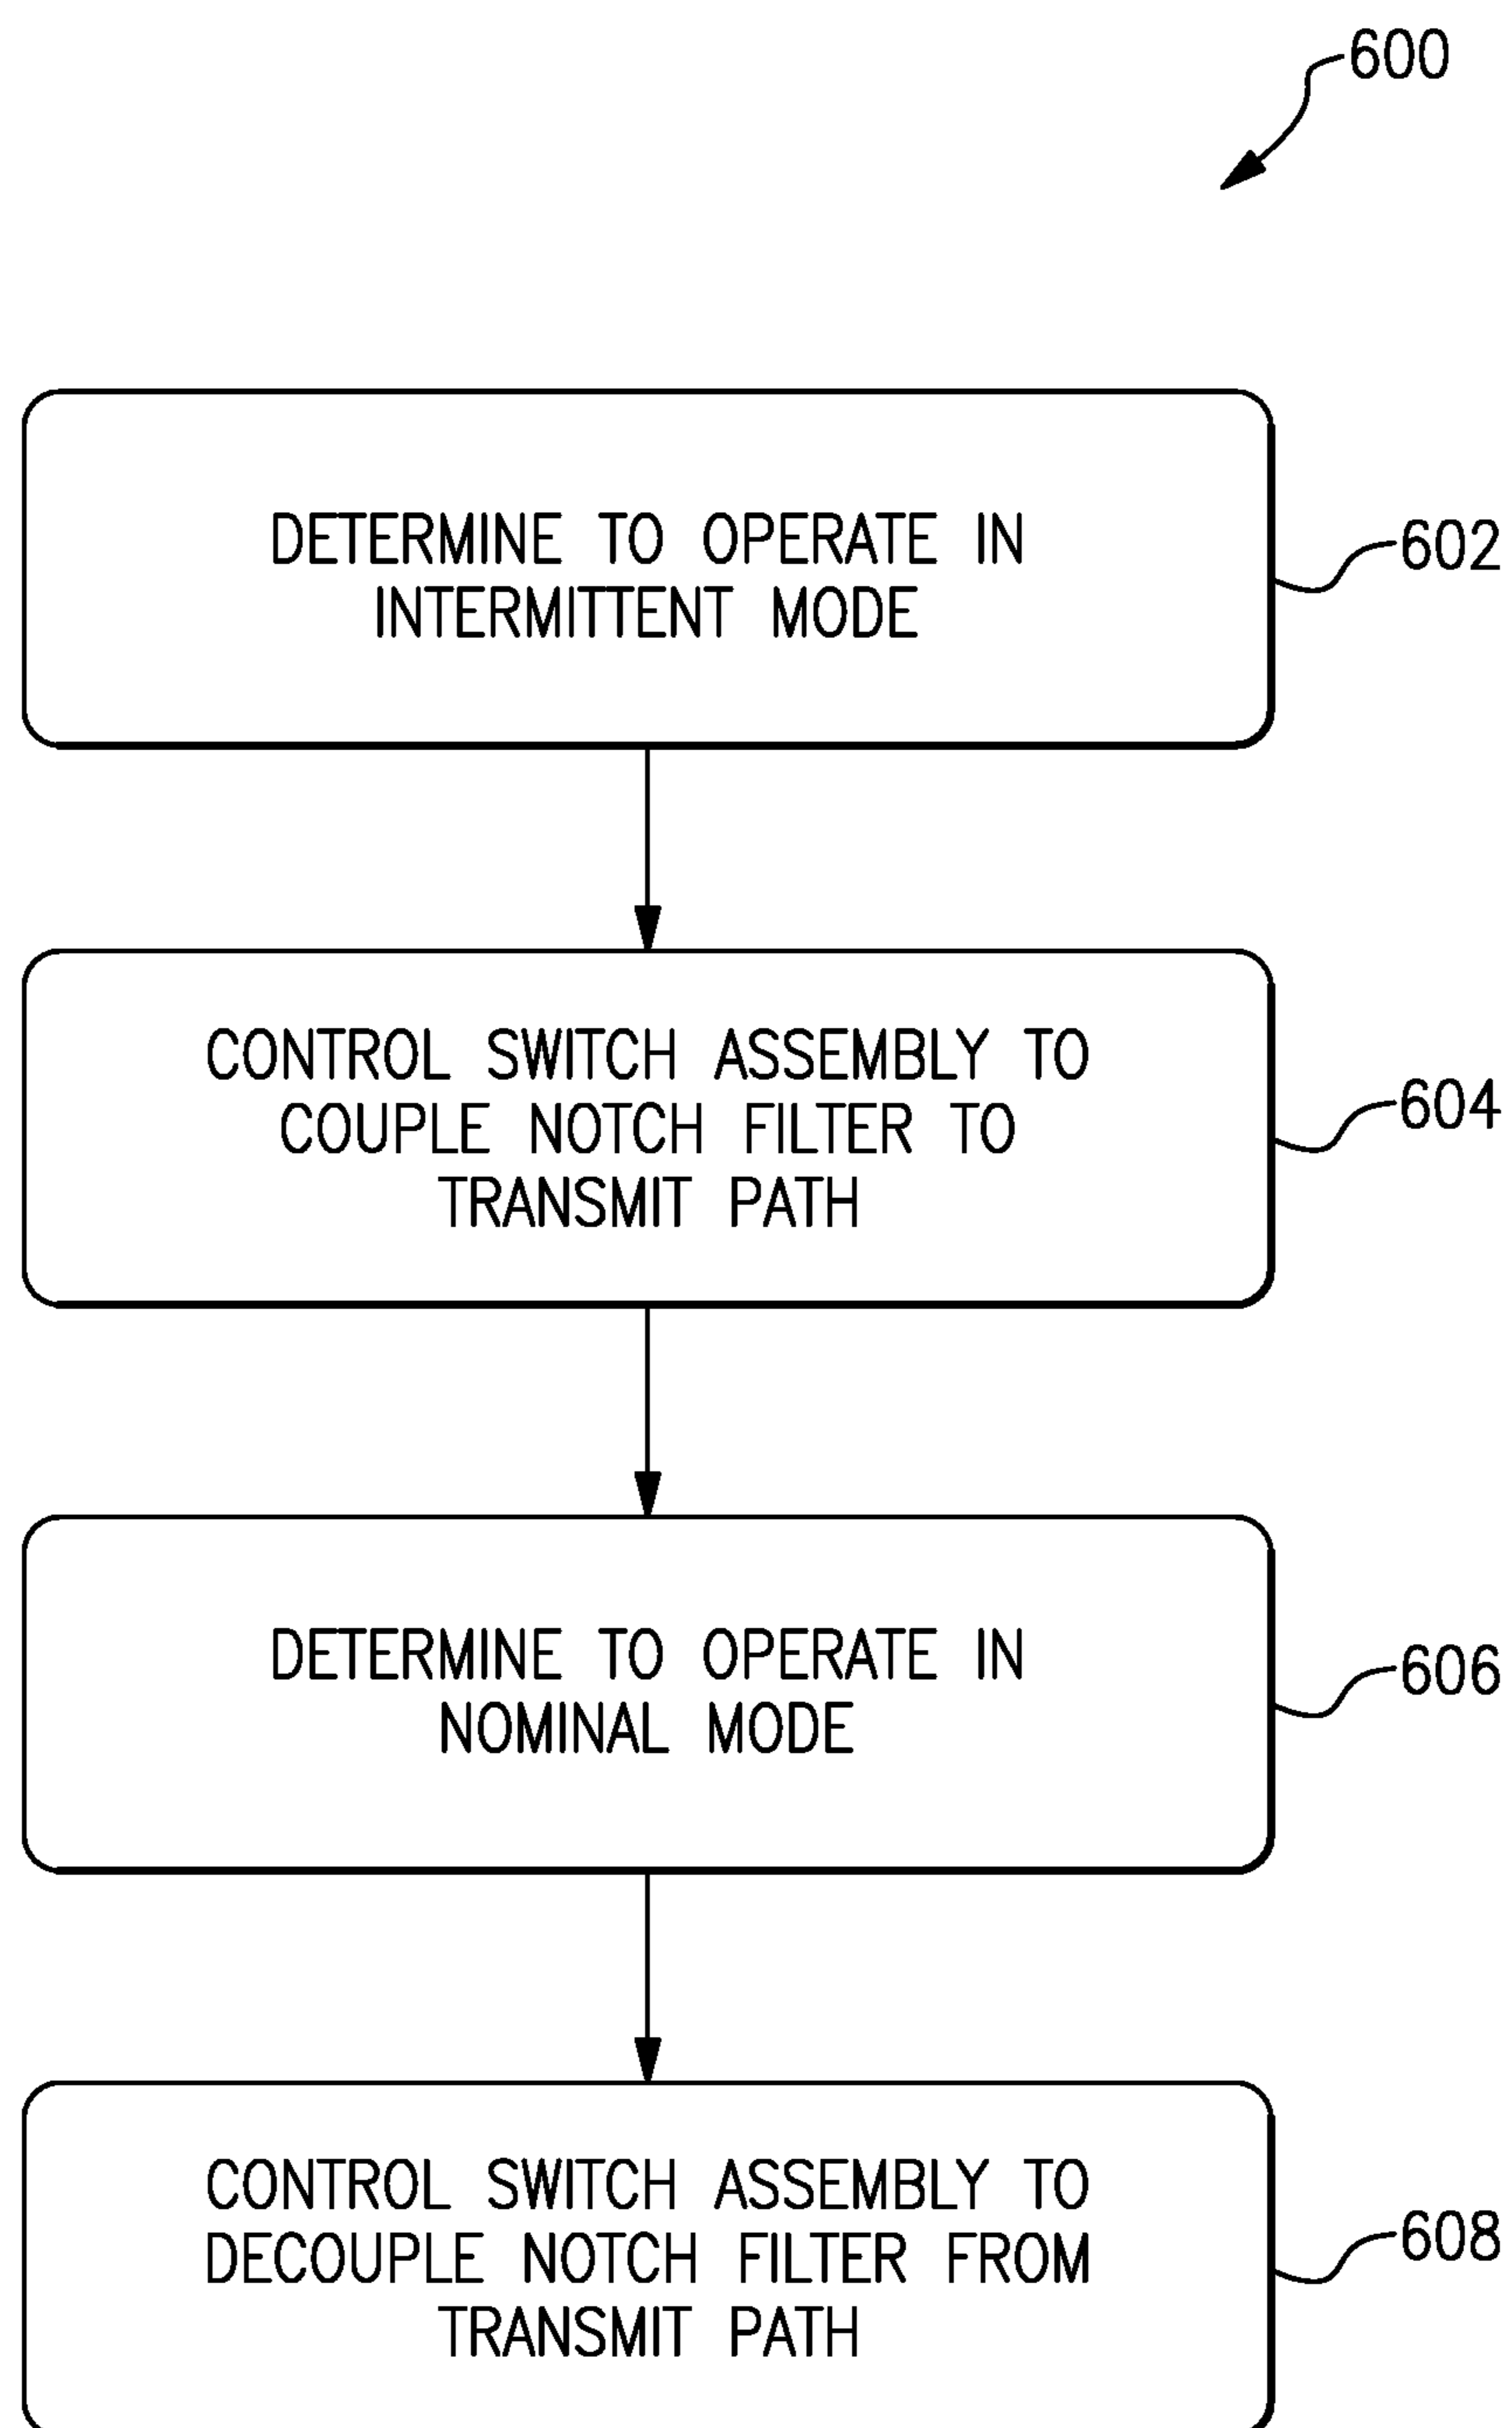 600
DETERMINE TO OPERATE IN
INTERMITTENT MODE
602
CONTROL SWITCH ASSEMBLY TO
COUPLE NOTCH FILTER TO
TRANSMIT PATH
604
DETERMINE TO OPERATE IN
NOMINAL MODE
606
CONTROL SWITCH ASSEMBLY TO
DECOUPLE NOTCH FILTER FROM
TRANSMIT PATH
608